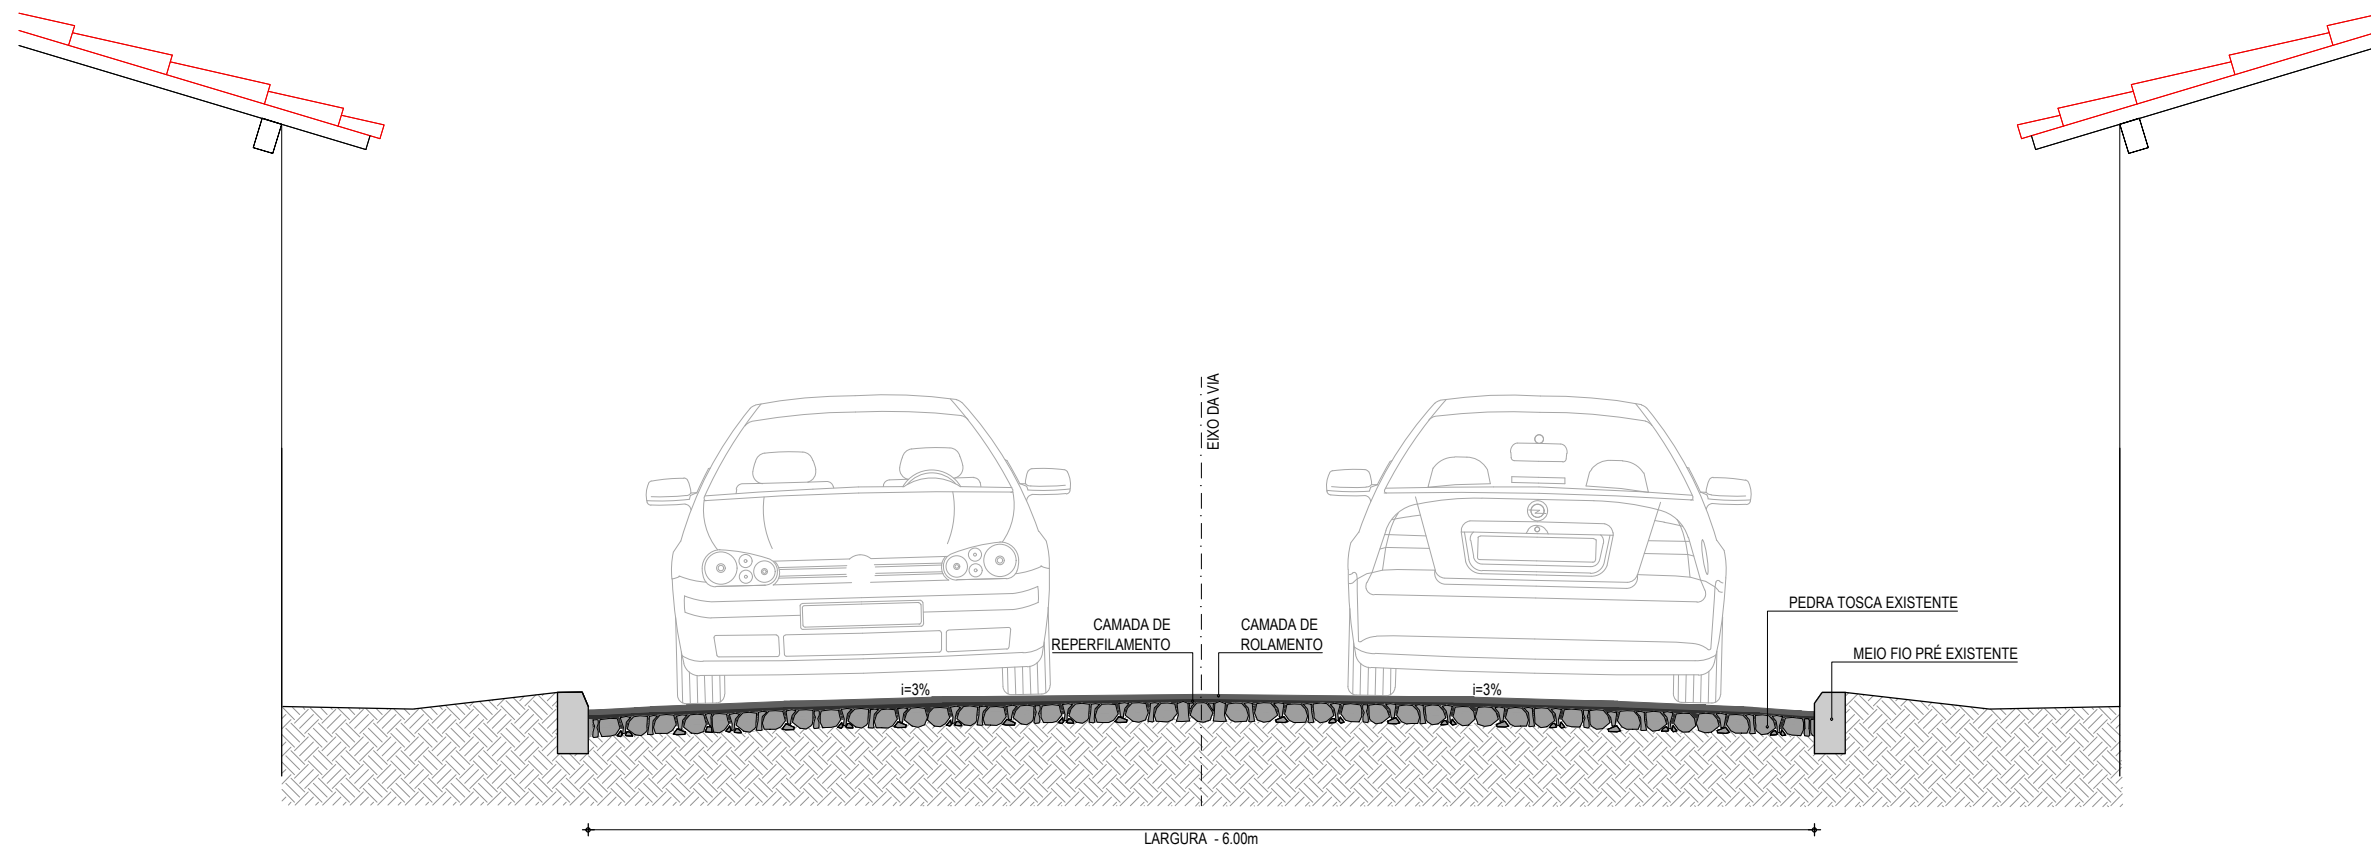 EIXO DA VIA
PEDRA TOSCA EXISTENTE
CAMADA DE
REPERFILAMENTO
CAMADA DE
ROLAMENTO
MEIO FIO PRÉ EXISTENTE
i=3%
i=3%
LARGURA - 6.00m